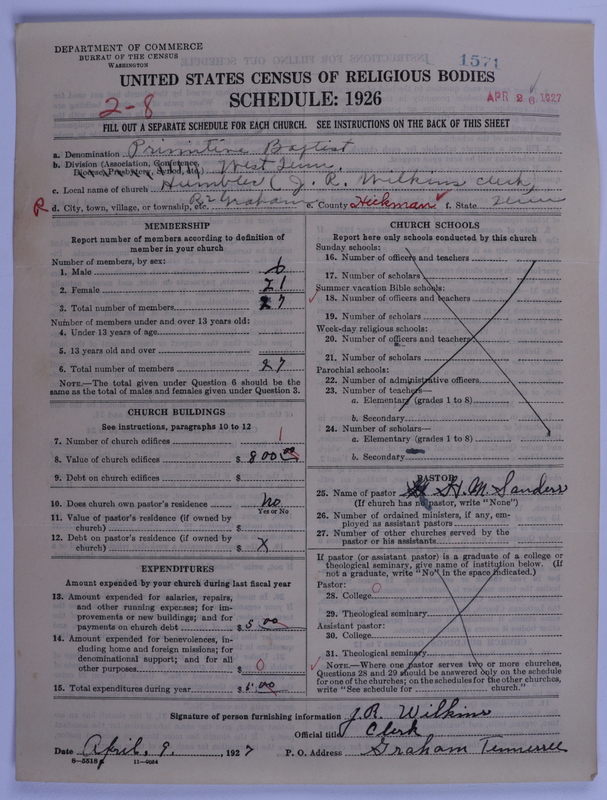 DEPARTMENT OF COMMERCE
BUREAU OF THE CENSUS
WASHINGTON
1571
UNITED STATES CENSUS OF RELIGIOUS BODIES
2-8
SCHEDULE: 1926
APR 26 1927
FILL OUT A SEPARATE SCHEDULE FOR EACH CHURCH. SEE INSTRUCTIONS ON THE BACK OF THIS SHEET
a. Denomination Primitive Baptist
b. Division (Association, Conference, Diocese, Presbytery, Synod, etc.) West Tenn.
c. Local name of church Humbler (J. R. Wilkins clerk)
R d. City, town, village, or township, etc. R2 Graham e. County Hickman f. State Tenn
MEMBERSHIP
Report number of members according to definition of
member in your church
Number of members, by sex:
1. Male 6
2. Female 21
3. Total number of members 27
Number of members under and over 13 years old:
4. Under 13 years of age
5. 13 years old and over
6. Total number of members 27
NOTE.—The total given under Question 6 should be the
same as the total of males and females given under Question 3.
CHURCH BUILDINGS
See instructions, paragraphs 10 to 12
7. Number of church edifices 1
8. Value of church edifices $ 800 00
9. Debt on church edifices $
10. Does church own pastor's residence No
Yes or No
11. Value of pastor's residence (if owned by
church) $
12. Debt on pastor's residence (if owned by
church) $ X
EXPENDITURES
Amount expended by your church during last fiscal year
13. Amount expended for salaries, repairs,
and other running expenses; for im-
provements or new buildings; and for
payments on church debt $ 5.00
14. Amount expended for benevolences, in-
cluding home and foreign missions; for
denominational support; and for all
other purposes $ 0
15. Total expenditures during year $ 5.00
CHURCH SCHOOLS
Report here only schools conducted by this church
Sunday schools:
16. Number of officers and teachers
17. Number of scholars
Summer vacation Bible schools:
18. Number of officers and teachers
19. Number of scholars
Week-day religious schools:
20. Number of officers and teachers
21. Number of scholars
Parochial schools:
22. Number of administrative officers
23. Number of teachers—
a. Elementary (grades 1 to 8)
b. Secondary
24. Number of scholars—
a. Elementary (grades 1 to 8)
b. Secondary
PASTOR
25. Name of pastor H. M. Sanders
(If church has no pastor, write "None")
26. Number of ordained ministers, if any, em-
ployed as assistant pastors
27. Number of other churches served by the
pastor or his assistants
If pastor (or assistant pastor) is a graduate of a college or
theological seminary, give name of institution below. (If
not a graduate, write "No" in the space indicated.)
Pastor:
28. College 0
29. Theological seminary
Assistant pastor:
30. College
31. Theological seminary
NOTE.—Where one pastor serves two or more churches,
Questions 28 and 29 should be answered only on the schedule
for one of the churches; on the schedules for the other churches,
write "See schedule for church."
Signature of person furnishing information J. R. Wilkins
Official title Clerk
Date April, 9, 1927 P. O. Address Graham Tennessee
8-5518 11-9084